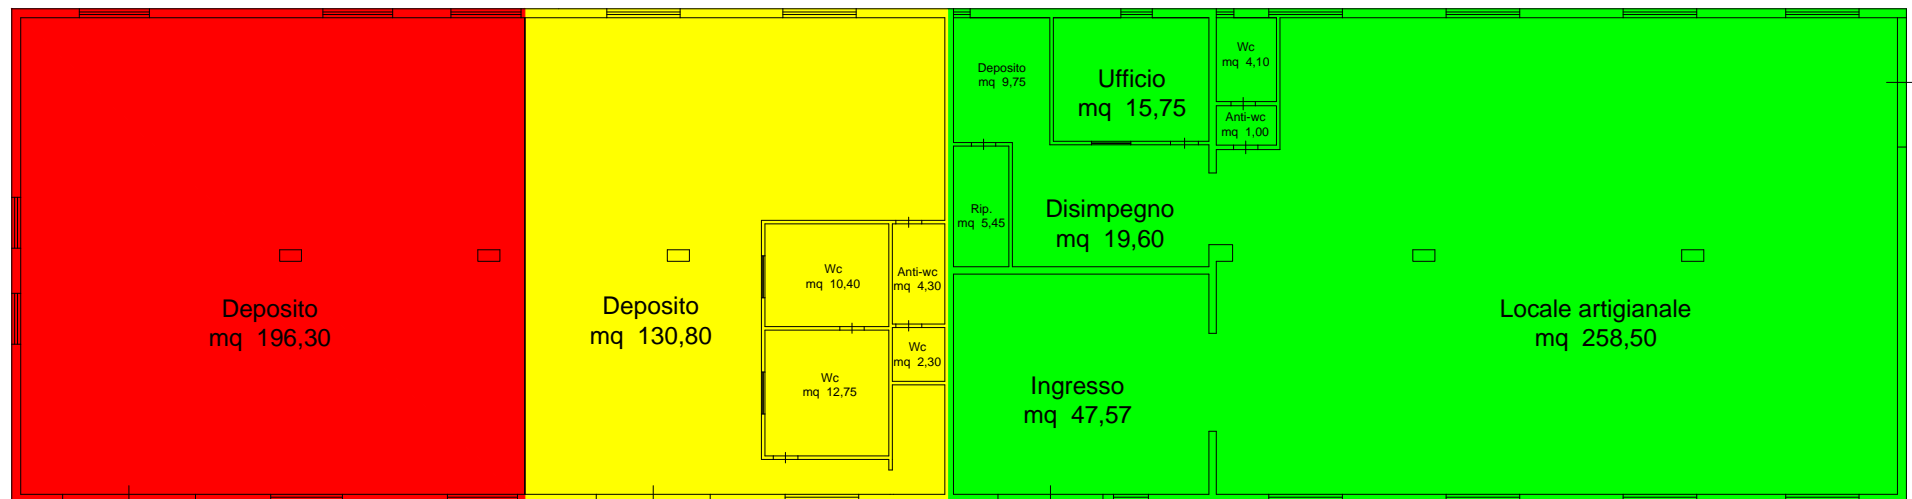 Deposito
mq 196,30
Deposito
mq 130,80
Wc
mq 10,40
Anti-wc
mq 4,30
Wc
mq 12,75
Wc
mq 2,30
Deposito
mq 9,75
Ufficio
mq 15,75
Wc
mq 4,10
Anti-wc
mq 1,00
Rip.
mq 5,45
Disimpegno
mq 19,60
Ingresso
mq 47,57
Locale artigianale
mq 258,50